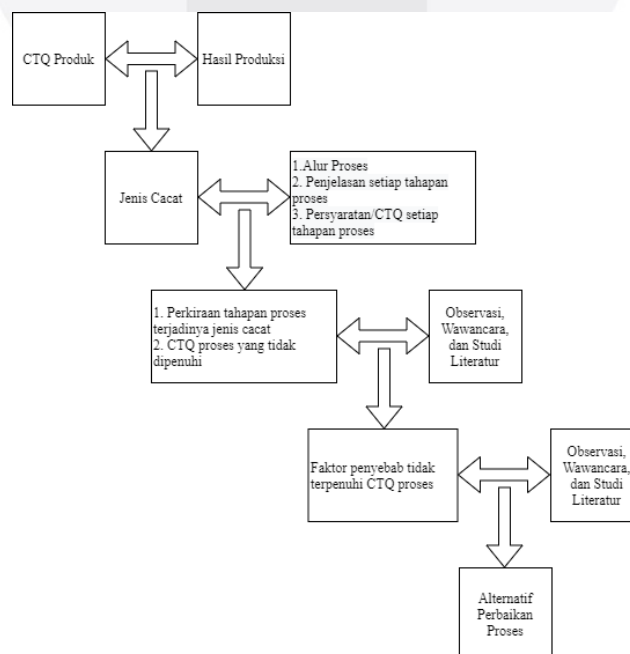 CTQ Produk
Hasil Produksi
Jenis Cacat
1.Alur Proses
2. Penjelasan setiap tahapan
proses
3. Persyaratan/CTQ setiap
tahapan proses
1. Perkiraan tahapan proses
terjadinya jenis cacat
2. CTQ proses yang tidak
dipenuhi
Observasi,
Wawancara,
dan Studi
Literatur
Faktor penyebab tidak
terpenuhi CTQ proses
Observasi,
Wawancara,
dan Studi
Literatur
Alternatif
Perbaikan
Proses